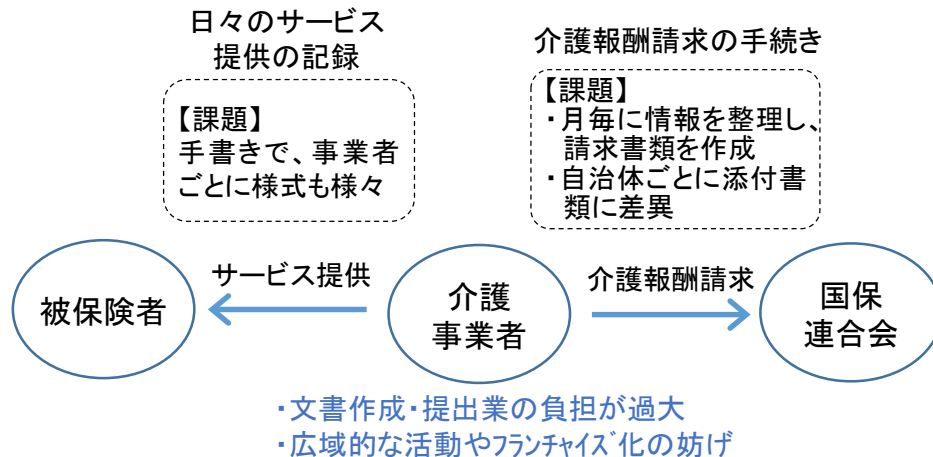 日々のサービス
提供の記録
【課題】
手書きで、事業者
ごとに様式も様々
介護報酬請求の手続き
【課題】
・月毎に情報を整理し、
請求書類を作成
・自治体ごとに添付書
類に差異
被保険者
サービス提供
介護
事業者
介護報酬請求
国保
連合会
・文書作成・提出業の負担が過大
・広域的な活動やフランチャイズ化の妨げ